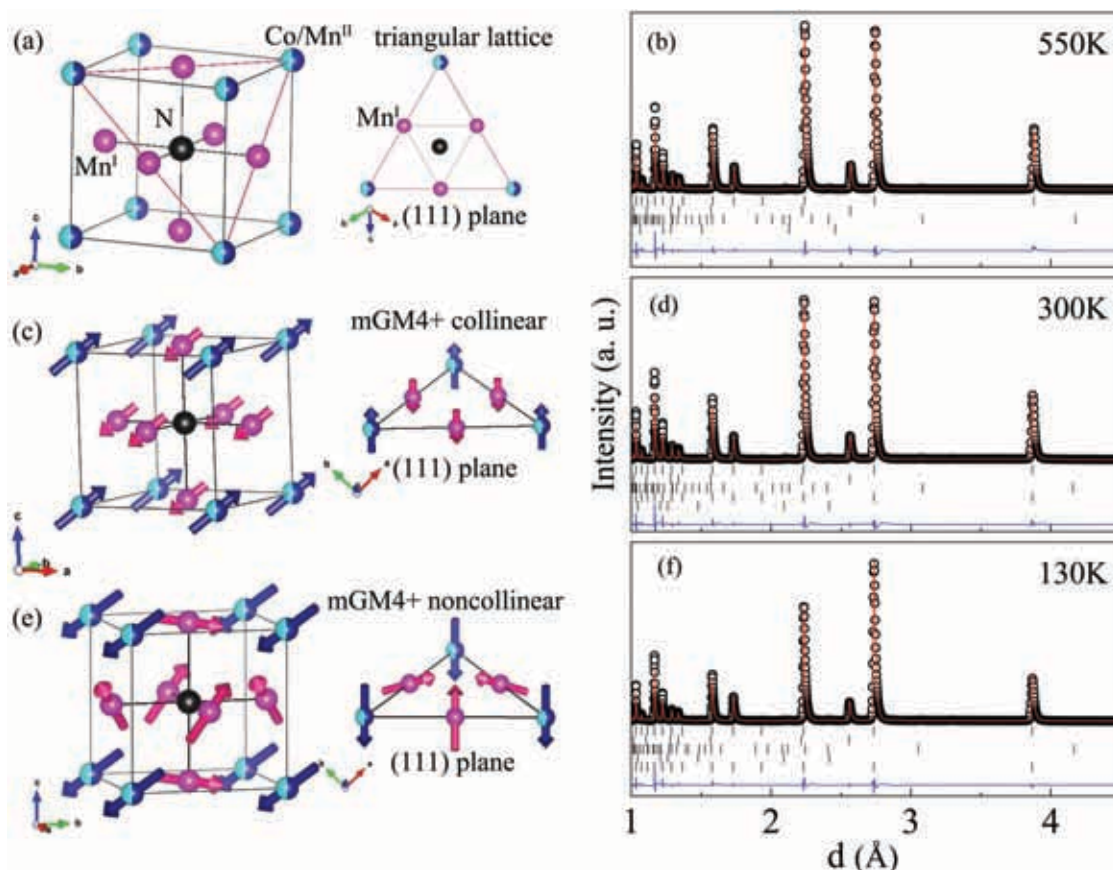 (a)
Co/Mn^II triangular lattice
N
Mn^I
Mn^I
(111) plane
c
a
b
b
c
a
(c)
mGM4+ collinear
(111) plane
c
b
a
b
a
(e)
mGM4+ noncollinear
(111) plane
c
b
b
a
(b)
550K
(d)
300K
(f)
130K
Intensity (a. u.)
1 2 3 4
d (Å)